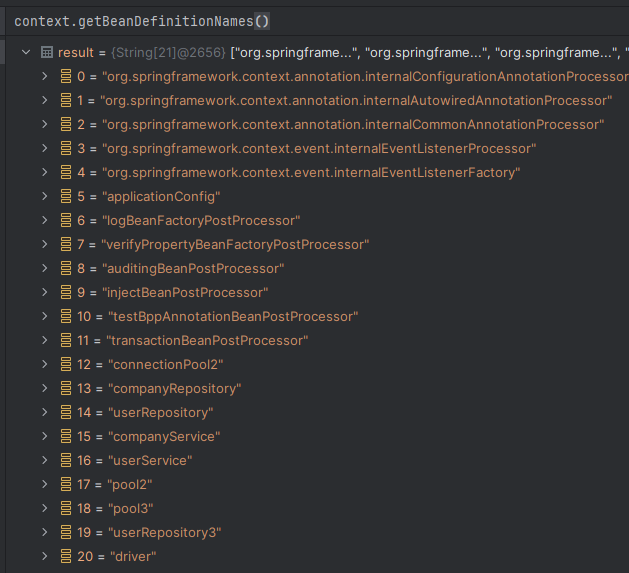 context.getBeanDefinitionNames()
result = {String[21]@2656} ["org.springframe...", "org.springframe...", "org.springframe...", "
0 = "org.springframework.context.annotation.internalConfigurationAnnotationProcessor
1 = "org.springframework.context.annotation.internalAutowiredAnnotationProcessor"
2 = "org.springframework.context.annotation.internalCommonAnnotationProcessor"
3 = "org.springframework.context.event.internalEventListenerProcessor"
4 = "org.springframework.context.event.internalEventListenerFactory"
5 = "applicationConfig"
6 = "logBeanFactoryPostProcessor"
7 = "verifyPropertyBeanFactoryPostProcessor"
8 = "auditingBeanPostProcessor"
9 = "injectBeanPostProcessor"
10 = "testBppAnnotationBeanPostProcessor"
11 = "transactionBeanPostProcessor"
12 = "connectionPool2"
13 = "companyRepository"
14 = "userRepository"
15 = "companyService"
16 = "userService"
17 = "pool2"
18 = "pool3"
19 = "userRepository3"
20 = "driver"